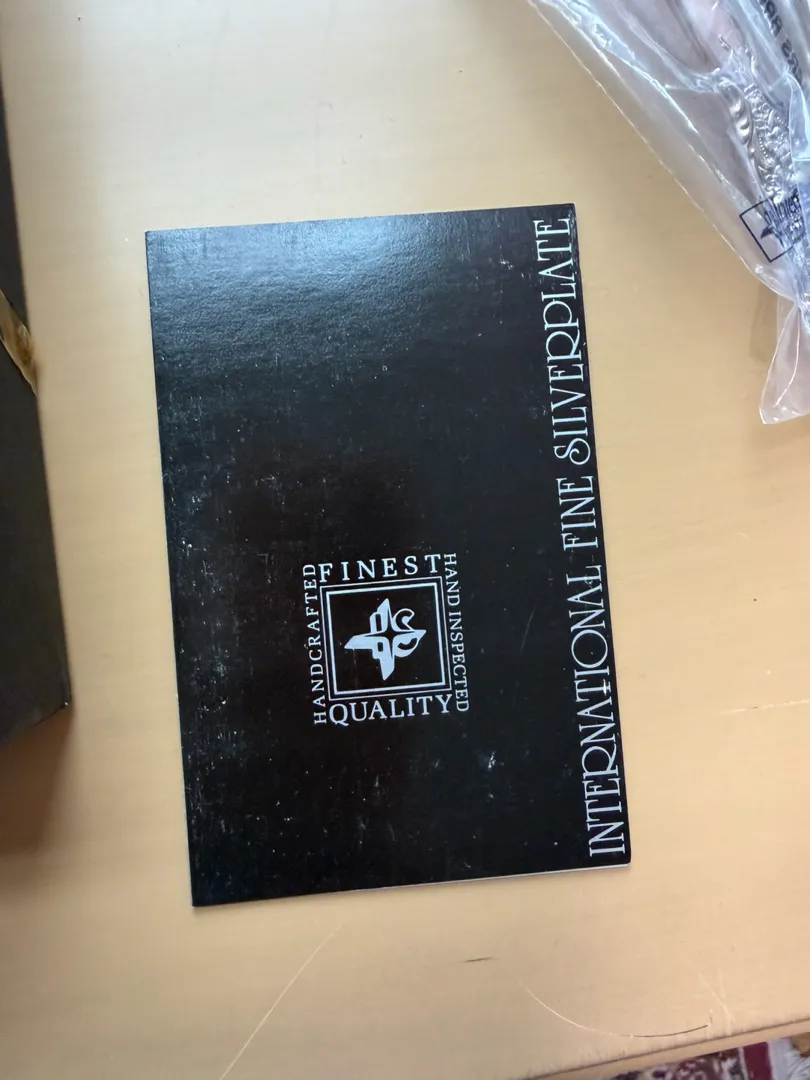 INTERNATIONAL FINE SILVERPLATE
FINEST
HANDCRAFTED
HAND INSPECTED
QUALITY